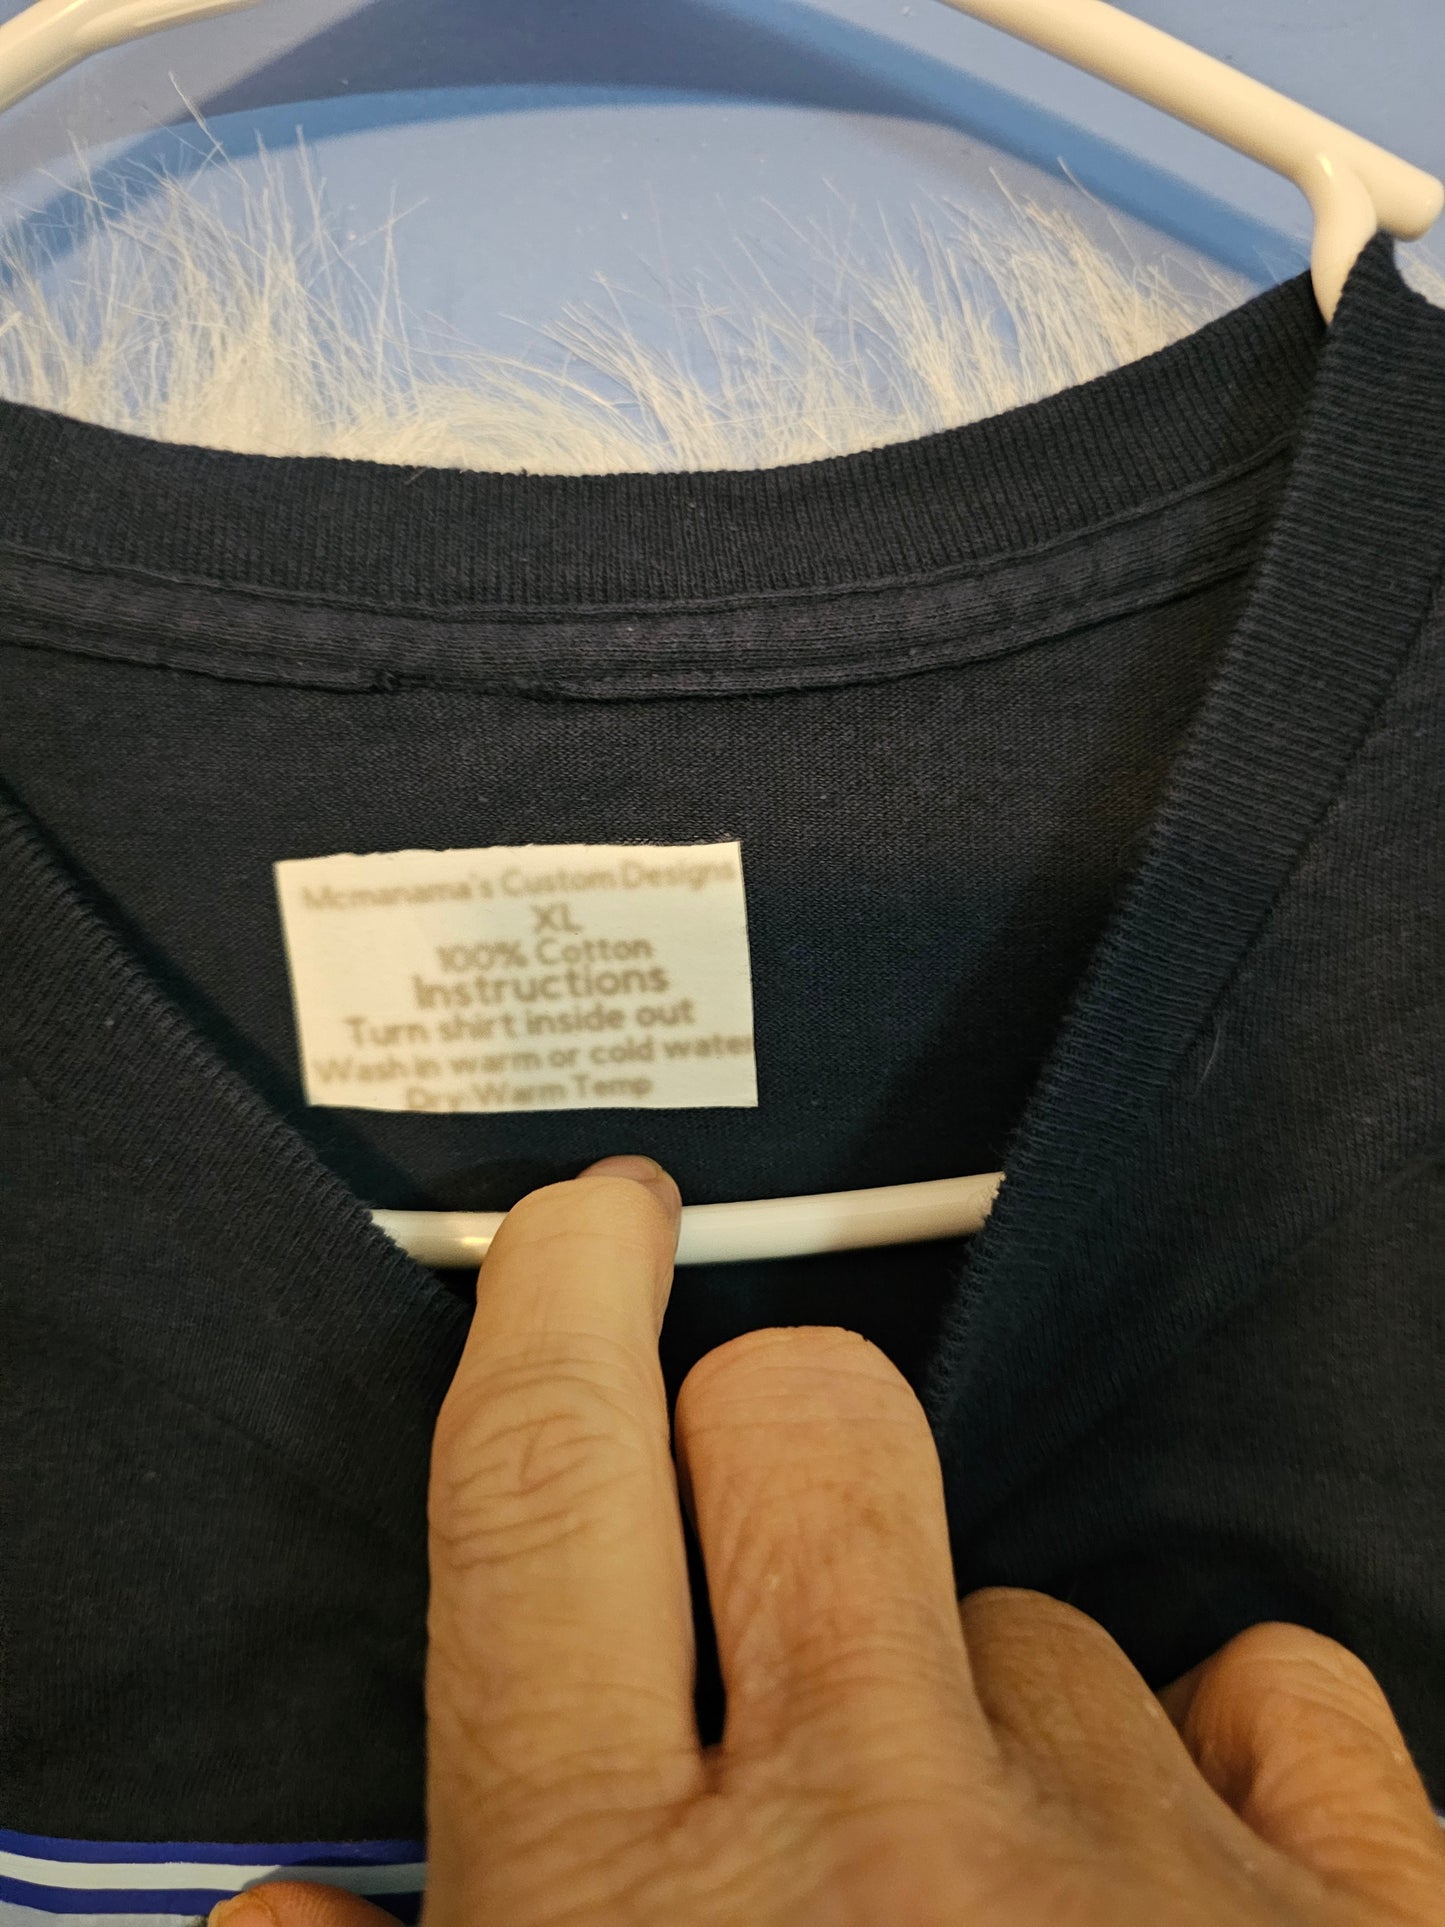 Mcmanama's Custom Designs
XL
100% Cotton
Instructions
Turn shirt inside out
Wash in warm or cold water
Dry: Warm Temp